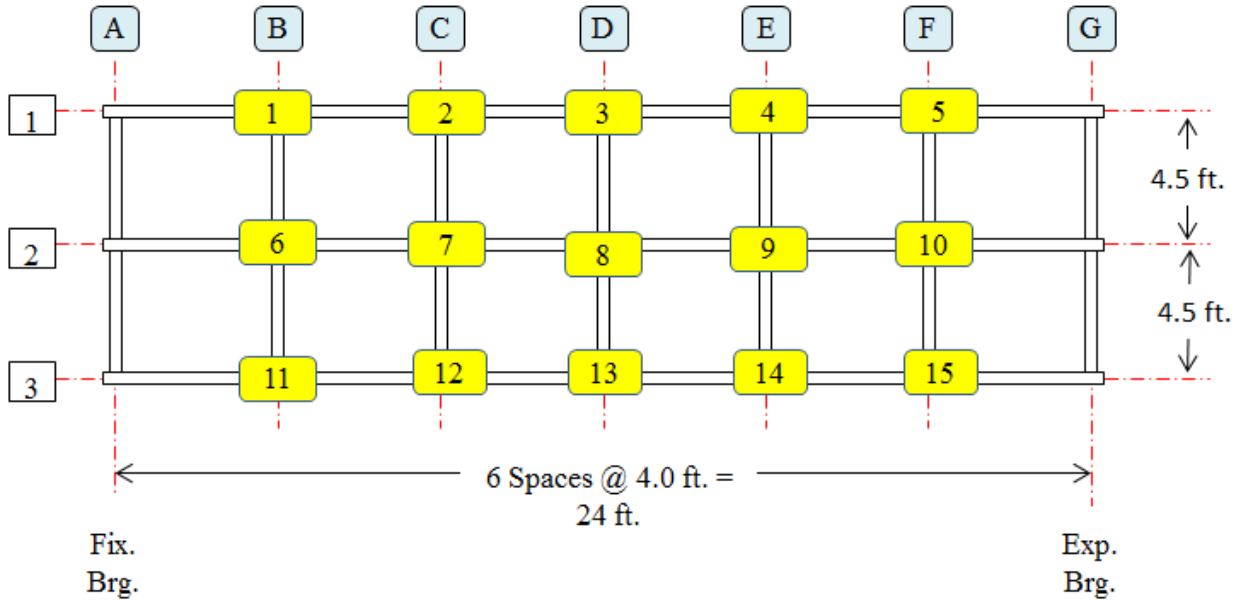 A B C D E F G
1 1 2 3 4 5
4.5 ft.
2 6 7 8 9 10
4.5 ft.
3 11 12 13 14 15
6 Spaces @ 4.0 ft. =
24 ft.
Fix.
Brg.
Exp.
Brg.